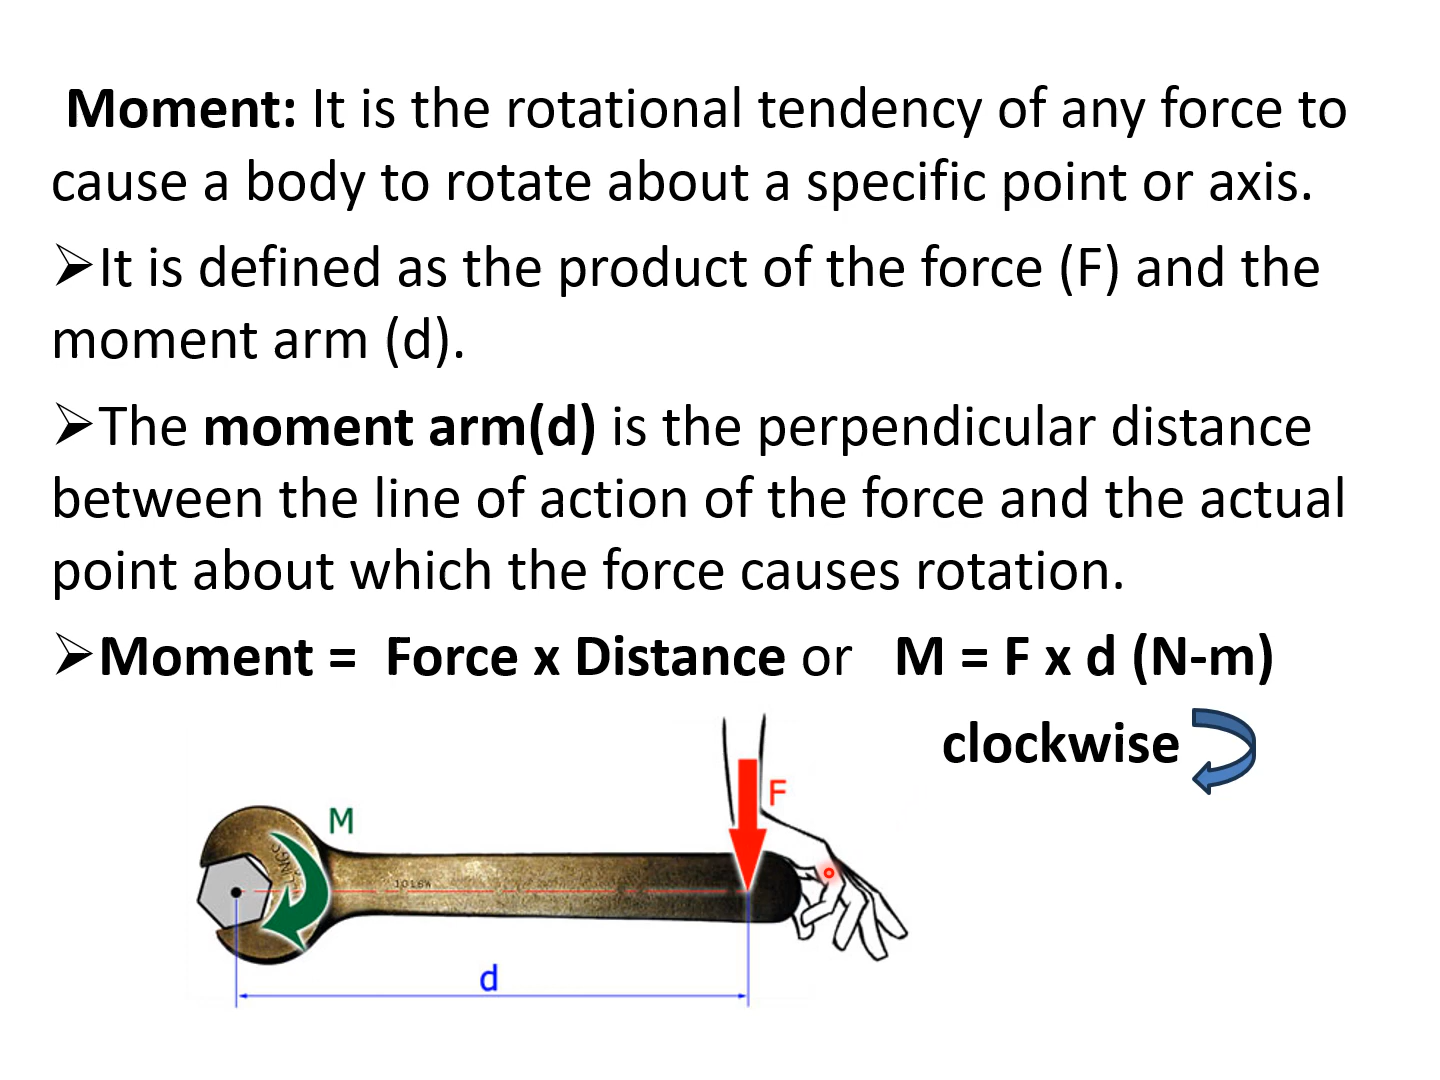 Moment: It is the rotational tendency of any force to
cause a body to rotate about a specific point or axis.
➢It is defined as the product of the force (F) and the
moment arm (d).
➢The moment arm(d) is the perpendicular distance
between the line of action of the force and the actual
point about which the force causes rotation.
➢Moment = Force x Distance or M = F x d (N-m)
clockwise
F
M
d